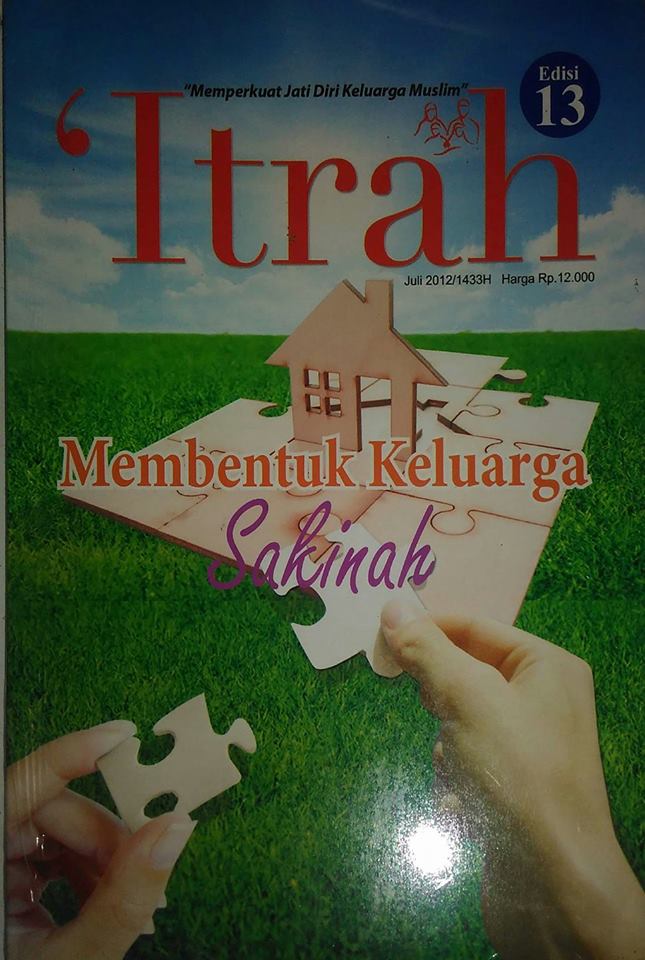 "Memperkuat Jati Diri Keluarga Muslim"
Edisi
13
'Itrah
Juli 2012/1433H Harga Rp.12.000
Membentuk Keluarga
Sakinah